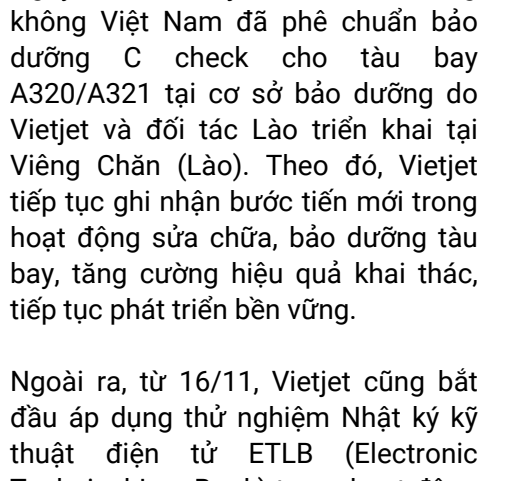 không Việt Nam đã phê chuẩn bảo
dưỡng C check cho tàu bay
A320/A321 tại cơ sở bảo dưỡng do
Vietjet và đối tác Lào triển khai tại
Viêng Chăn (Lào). Theo đó, Vietjet
tiếp tục ghi nhận bước tiến mới trong
hoạt động sửa chữa, bảo dưỡng tàu
bay, tăng cường hiệu quả khai thác,
tiếp tục phát triển bền vững.
Ngoài ra, từ 16/11, Vietjet cũng bắt
đầu áp dụng thử nghiệm Nhật ký kỹ
thuật điện tử ETLB (Electronic